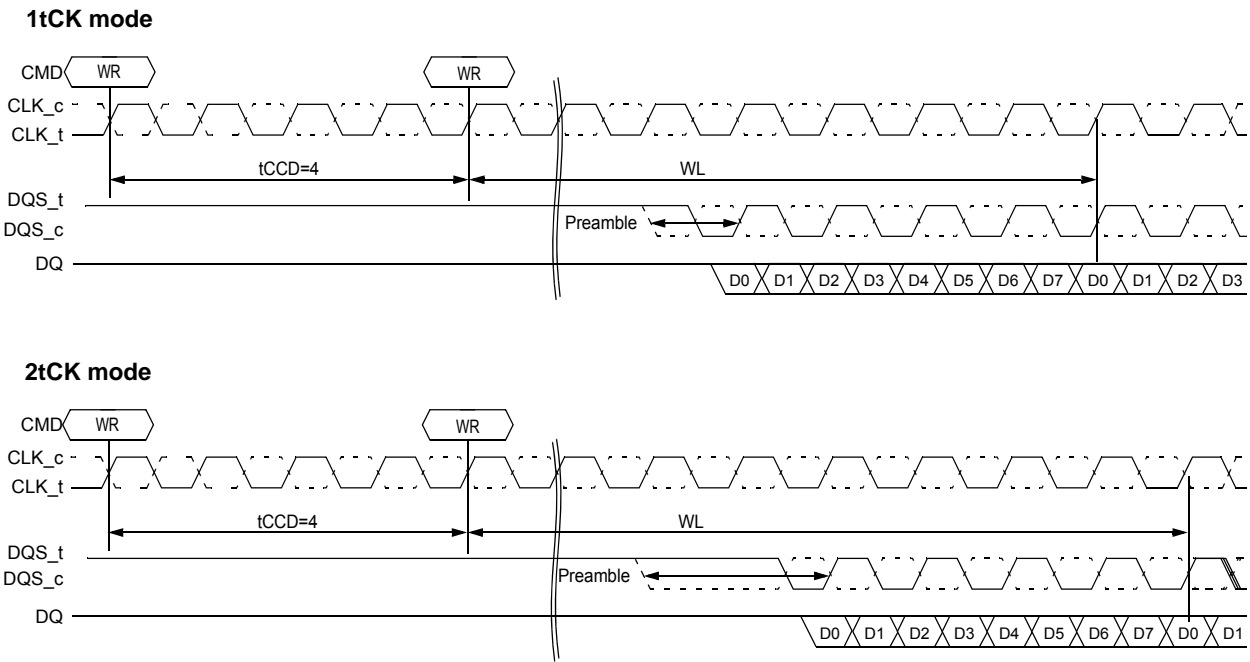 1tCK mode
CMD WR WR
CLK_c
CLK_t
tCCD=4 WL
DQS_t
DQS_c Preamble
DQ D0 D1 D2 D3 D4 D5 D6 D7 D0 D1 D2 D3
2tCK mode
CMD WR WR
CLK_c
CLK_t
tCCD=4 WL
DQS_t
DQS_c Preamble
DQ D0 D1 D2 D3 D4 D5 D6 D7 D0 D1